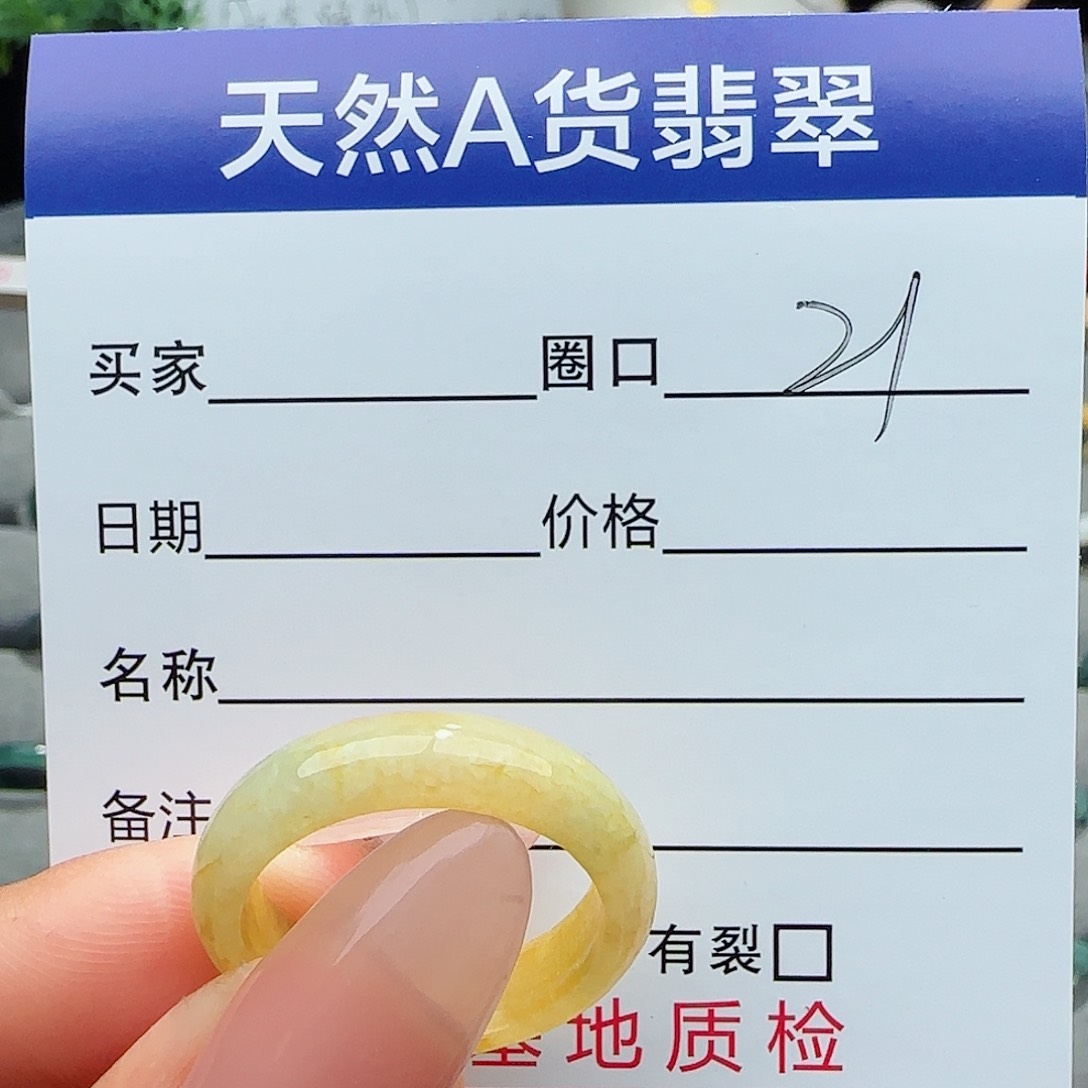 天然A货翡翠
买家 圈口 21
日期 价格
名称
备注
有裂
基地质检